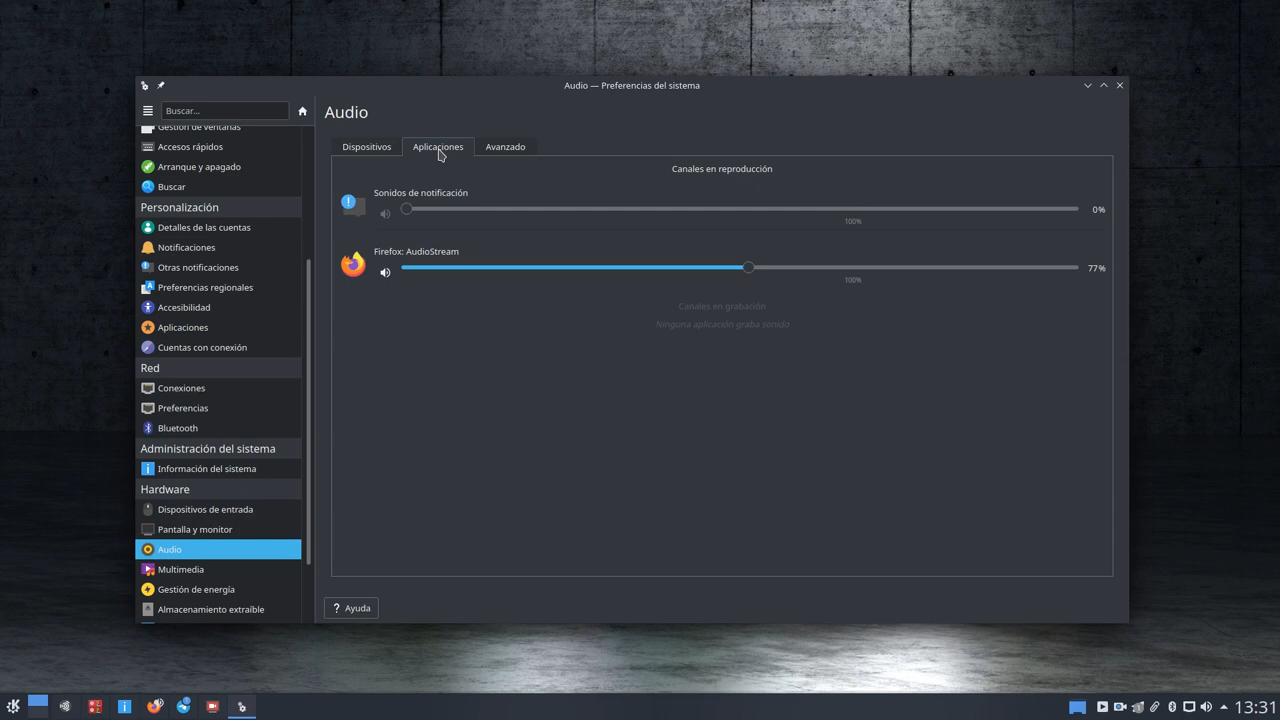 Audio — Preferencias del sistema
Buscar...
Gestión de ventanas
Accesos rápidos
Arranque y apagado
Buscar
Personalización
Detalles de las cuentas
Notificaciones
Otras notificaciones
Preferencias regionales
Accesibilidad
Aplicaciones
Cuentas con conexión
Red
Conexiones
Preferencias
Bluetooth
Administración del sistema
Información del sistema
Hardware
Dispositivos de entrada
Pantalla y monitor
Audio
Multimedia
Gestión de energía
Almacenamiento extraíble
Audio
Dispositivos Aplicaciones Avanzado
Canales en reproducción
Sonidos de notificación
0%
100%
Firefox: AudioStream
77%
100%
Canales en grabación
Ninguna aplicación graba sonido
? Ayuda
13:31